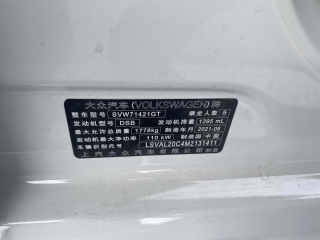 大众汽车(VOLKSWAGEN)牌
整车型号 SVW71421GT 乘坐人数 5
发动机型号 DSB 发动机排量 1395 mL
最大允许总质量 1778kg 制造年月 2021-08
发动机最大净功率 110 kW 制造国 中国
车辆识别代号 LSVAL20C4M2131411
上汽大众汽车有限公司 制造